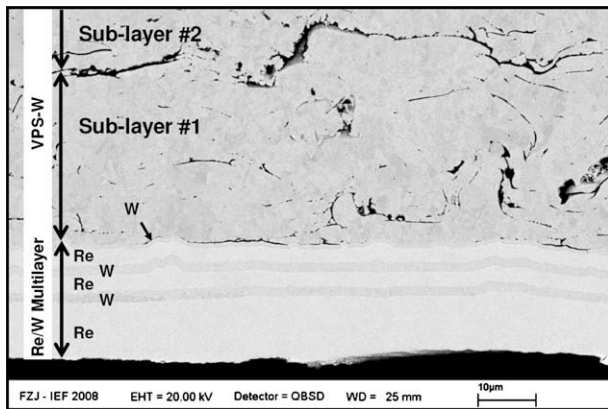 Sub-layer #2
VPS-W
Sub-layer #1
W
Re/W Multilayer
Re
W
Re
W
Re
FZJ - IEF 2008 EHT = 20.00 kV Detector = QBSD WD = 25 mm 10µm